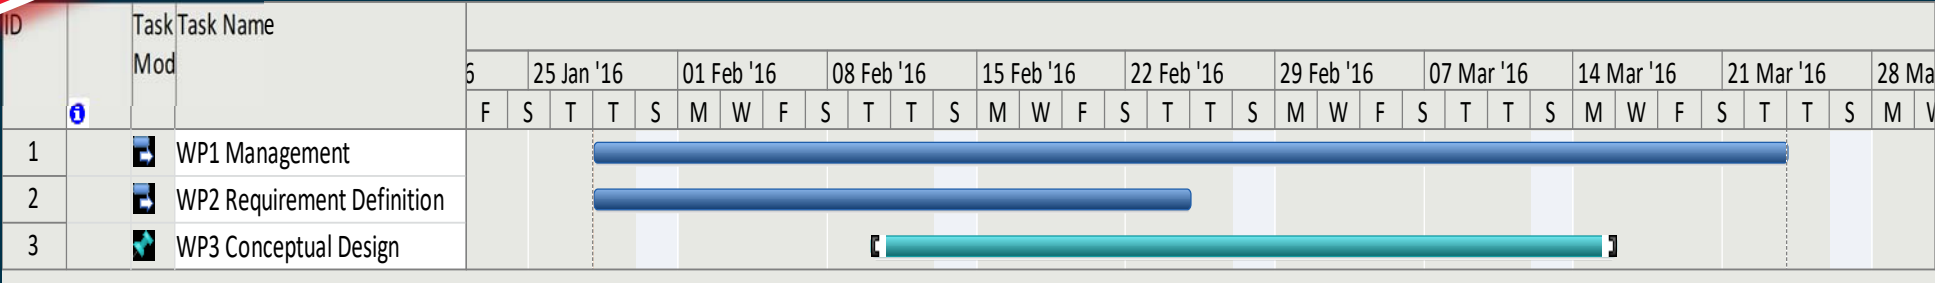 ID Task Task Name
Mod
6 25 Jan '16 01 Feb '16 08 Feb '16 15 Feb '16 22 Feb '16 29 Feb '16 07 Mar '16 14 Mar '16 21 Mar '16 28 Ma
F S T T S M W F S T T S M W F S T T S M W F S T T S M W F S T T S M
1 WP1 Management
2 WP2 Requirement Definition
3 WP3 Conceptual Design